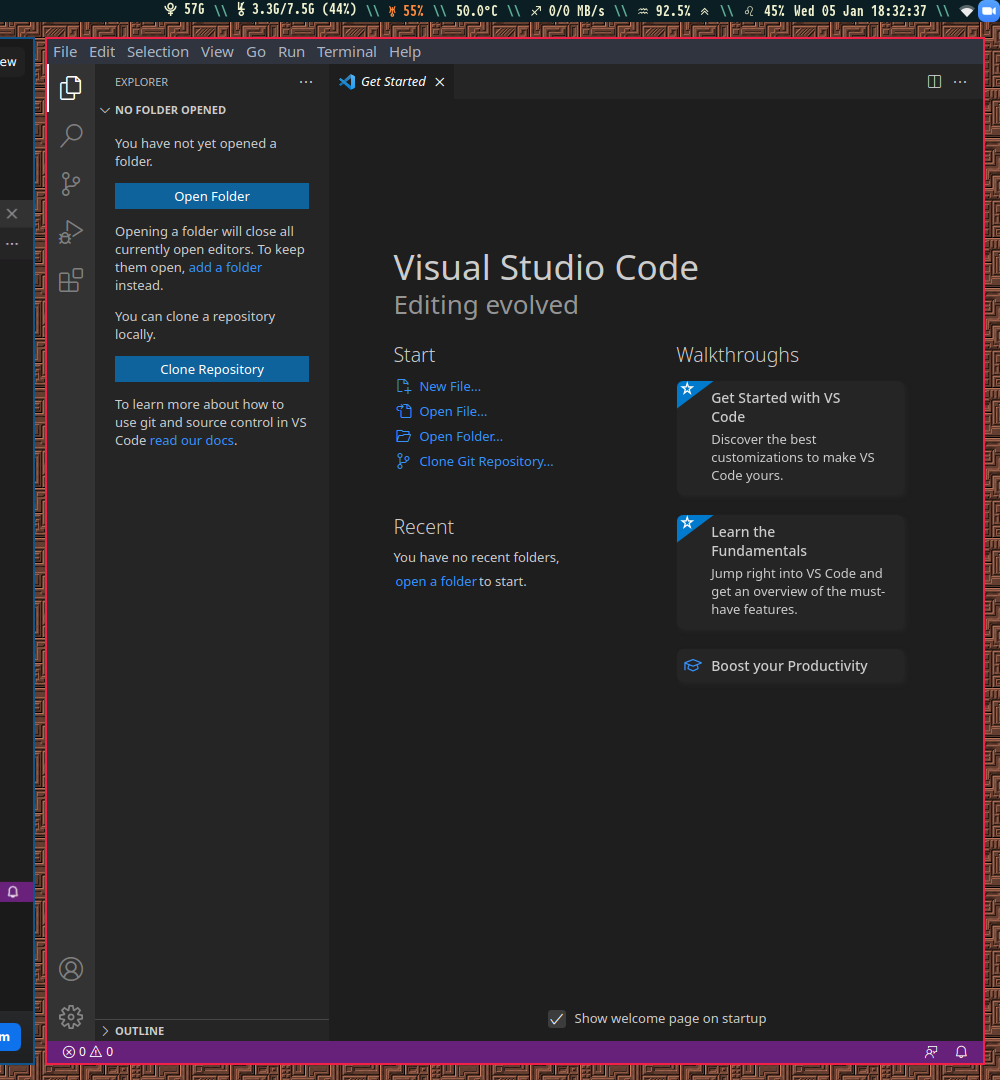 57G \\ 3.3G/7.5G (44%) \\ 55% \\ 50.0°C \\ 0/0 MB/s \\ 92.5% \\ 45% Wed 05 Jan 18:32:37 \\
ew
File Edit Selection View Go Run Terminal Help
EXPLORER
Get Started
NO FOLDER OPENED
You have not yet opened a
folder.
Open Folder
Opening a folder will close all
currently open editors. To keep
them open, add a folder
instead.
You can clone a repository
locally.
Clone Repository
To learn more about how to
use git and source control in VS
Code read our docs.
Visual Studio Code
Editing evolved
Start
New File...
Open File...
Open Folder...
Clone Git Repository...
Recent
You have no recent folders,
open a folder to start.
Walkthroughs
Get Started with VS
Code
Discover the best
customizations to make VS
Code yours.
Learn the
Fundamentals
Jump right into VS Code and
get an overview of the must-
have features.
Boost your Productivity
Show welcome page on startup
OUTLINE
m
0 0